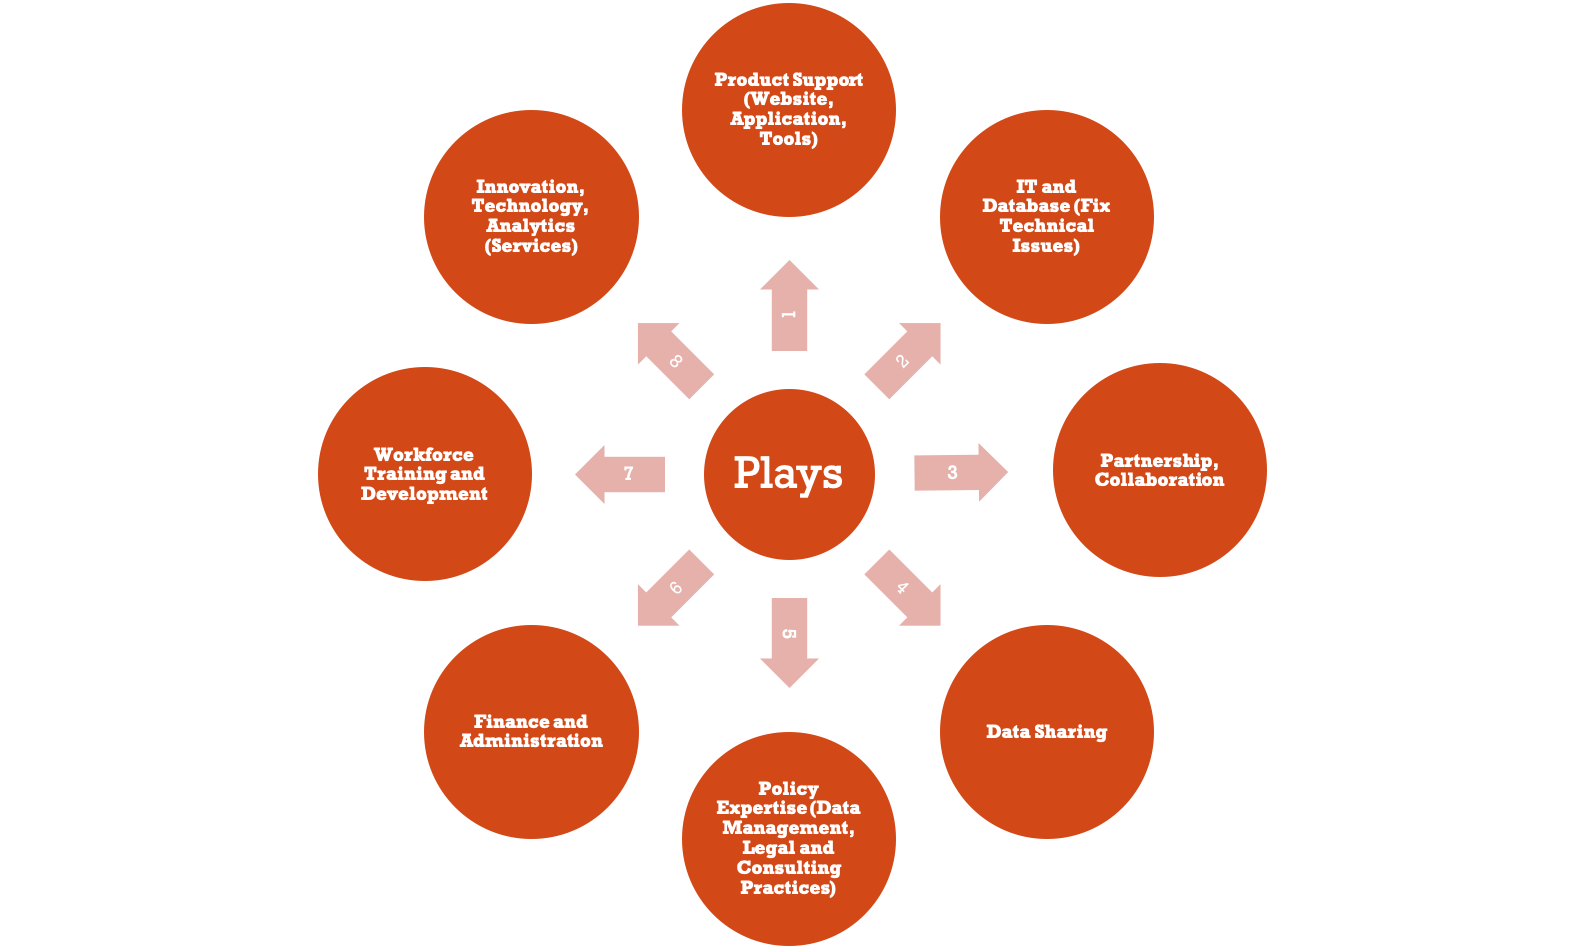 Product Support
(Website,
Application,
Tools)
Innovation,
Technology,
Analytics
(Services)
IT and
Database (Fix
Technical
Issues)
1
8
2
Workforce
Training and
Development
7
Plays
3
Partnership,
Collaboration
6
4
5
Finance and
Administration
Data Sharing
Policy
Expertise (Data
Management,
Legal and
Consulting
Practices)